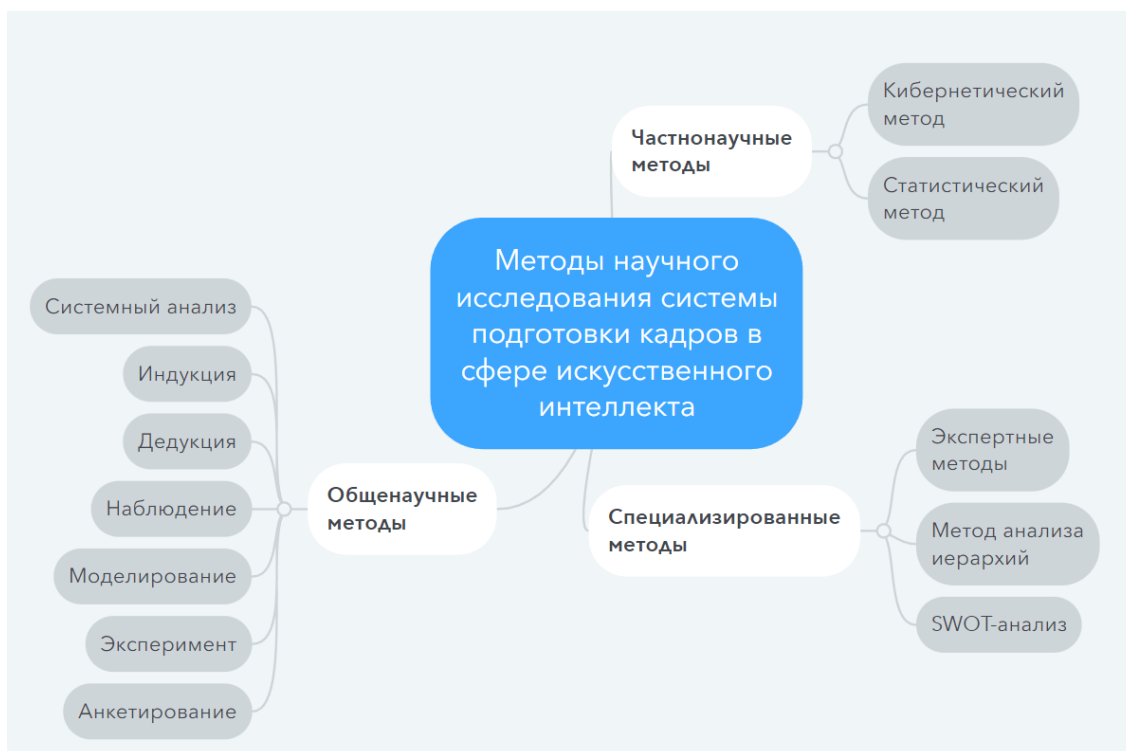 Кибернетический
метод
Частнонаучные
методы
Статистический
метод
Методы научного
исследования системы
подготовки кадров в
сфере искусственного
интеллекта
Системный анализ
Индукция
Дедукция
Наблюдение
Моделирование
Эксперимент
Анкетирование
Общенаучные
методы
Специализированные
методы
Экспертные
методы
Метод анализа
иерархий
SWOT-анализ